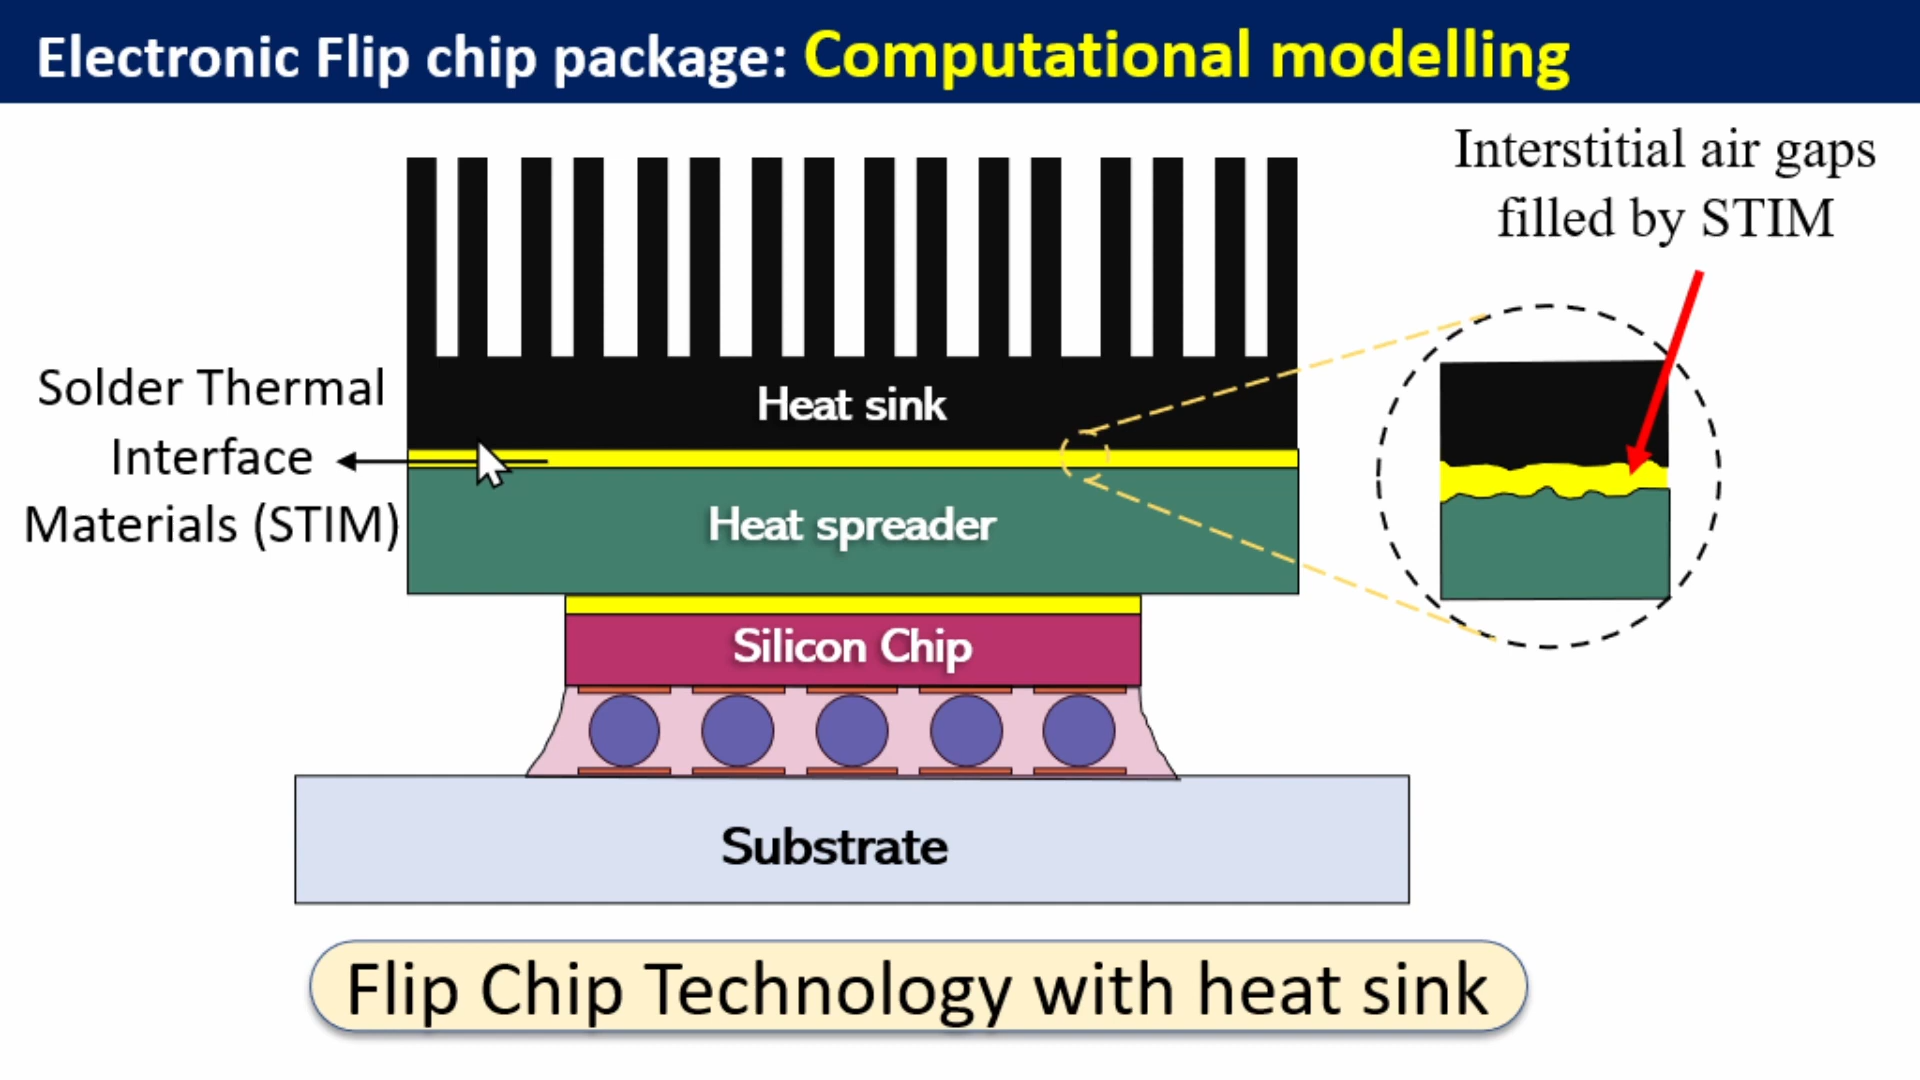 Electronic Flip chip package: Computational modelling
Interstitial air gaps
filled by STIM
Solder Thermal
Interface
Materials (STIM)
Heat sink
Heat spreader
Silicon Chip
Substrate
Flip Chip Technology with heat sink